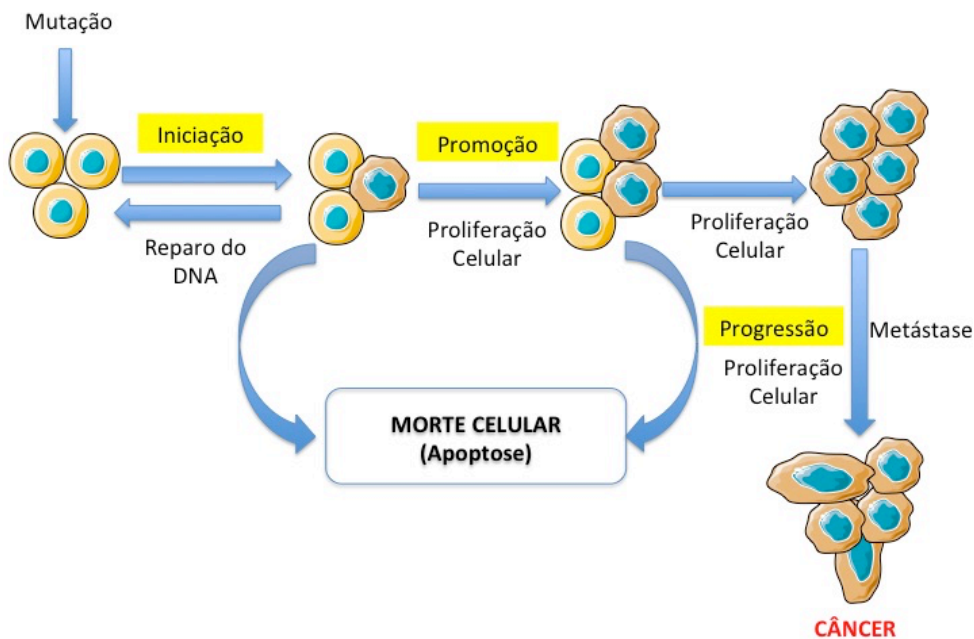 Mutação
Iniciação
Reparo do
DNA
Promoção
Proliferação
Celular
Proliferação
Celular
Progressão
Metástase
Proliferação
Celular
MORTE CELULAR
(Apoptose)
CÂNCER